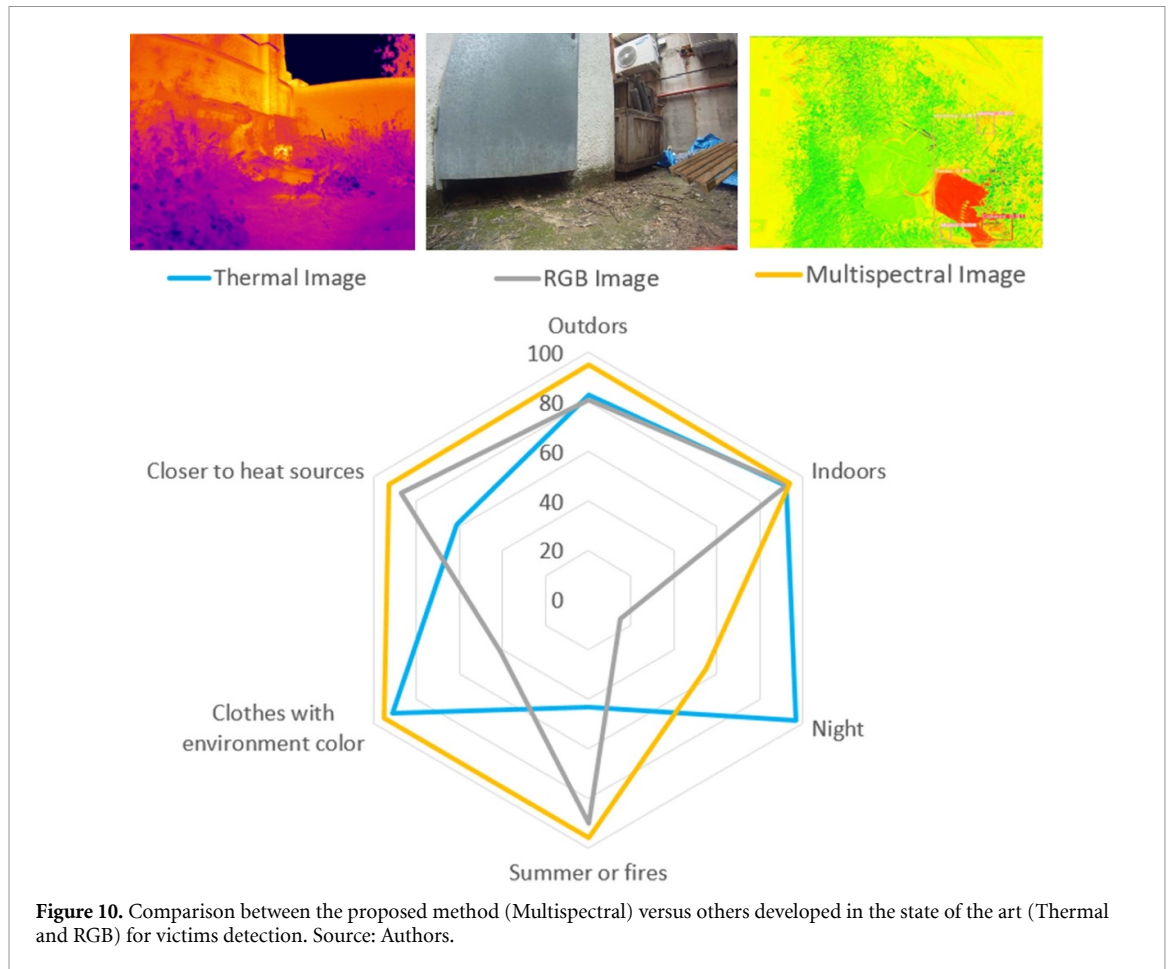 Thermal Image
RGB Image
Multispectral Image
Outdors
100
80
60
40
20
0
Closer to heat sources
Indoors
Clothes with
environment color
Night
Summer or fires
Figure 10. Comparison between the proposed method (Multispectral) versus others developed in the state of the art (Thermal
and RGB) for victims detection. Source: Authors.